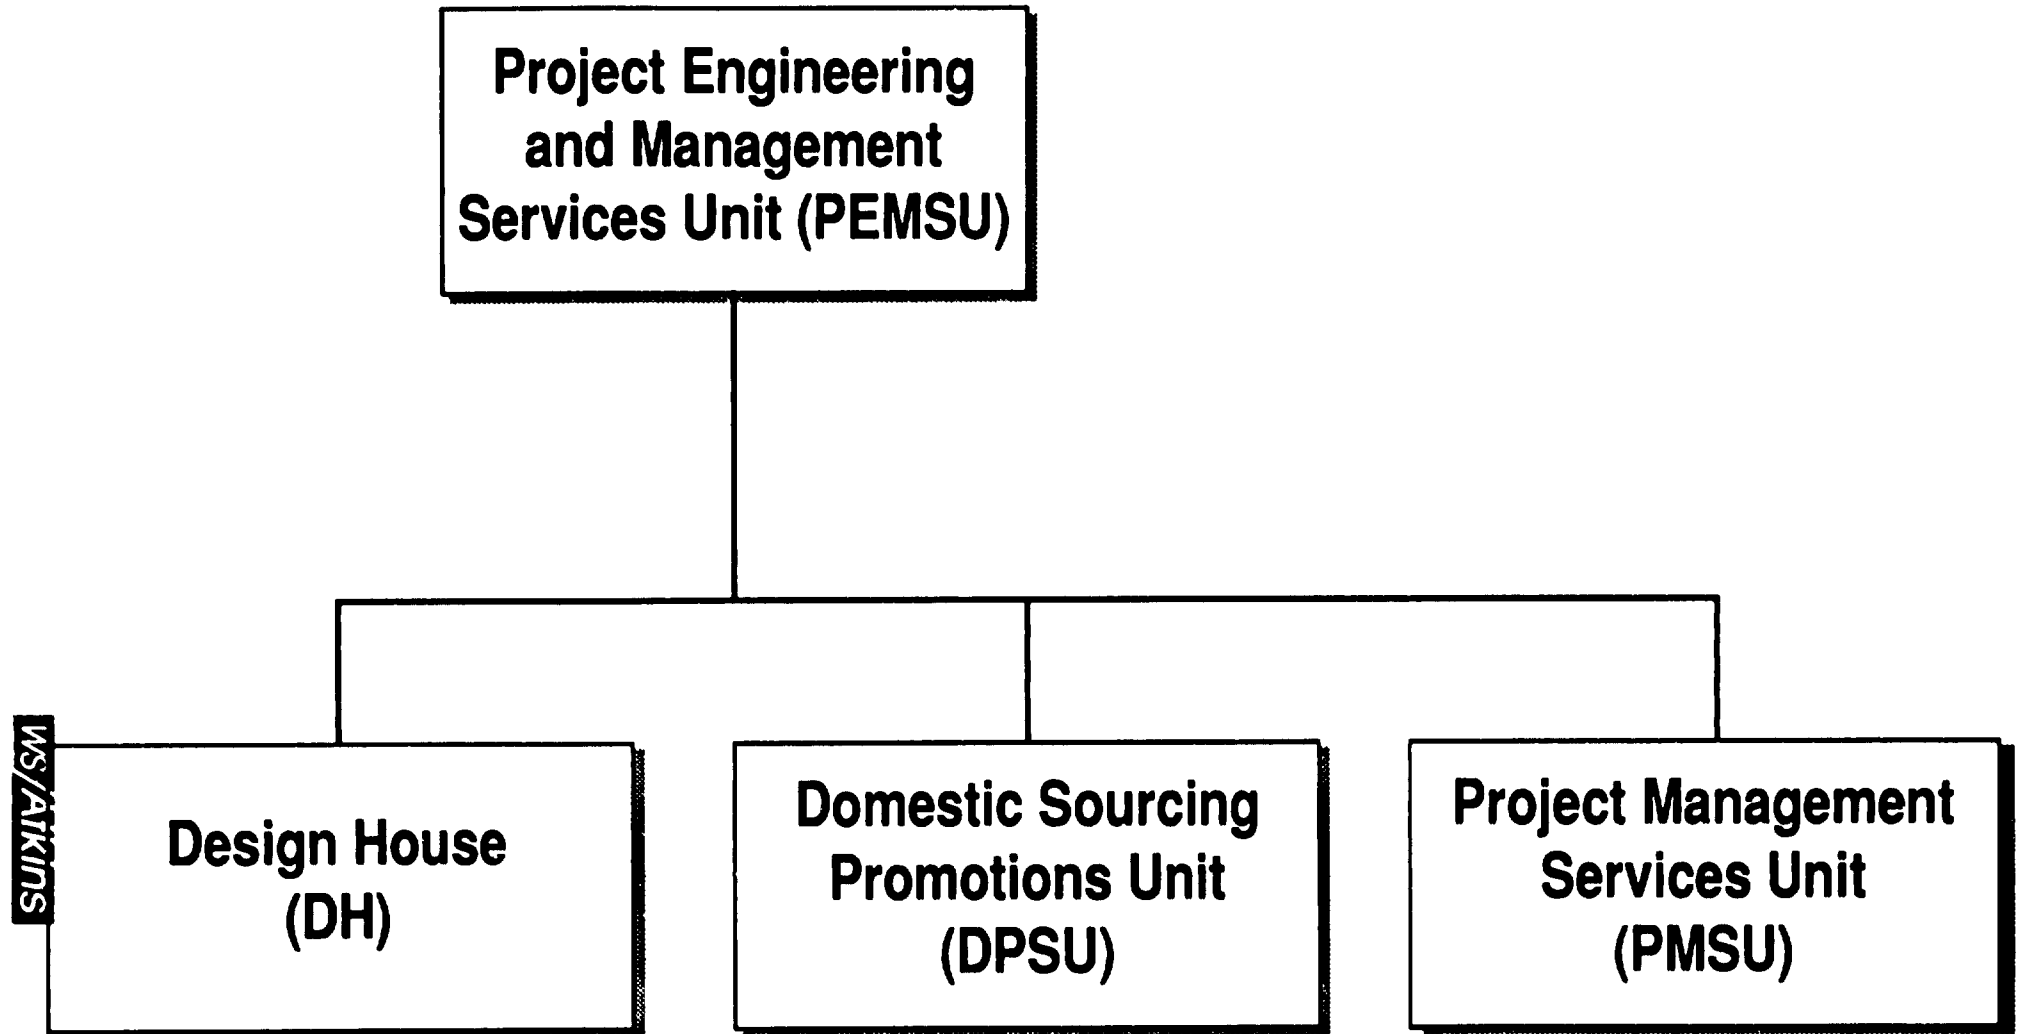 Project Engineering
and Management
Services Unit (PEMSU)
WS/Atkins
Design House
(DH)
Domestic Sourcing
Promotions Unit
(DPSU)
Project Management
Services Unit
(PMSU)